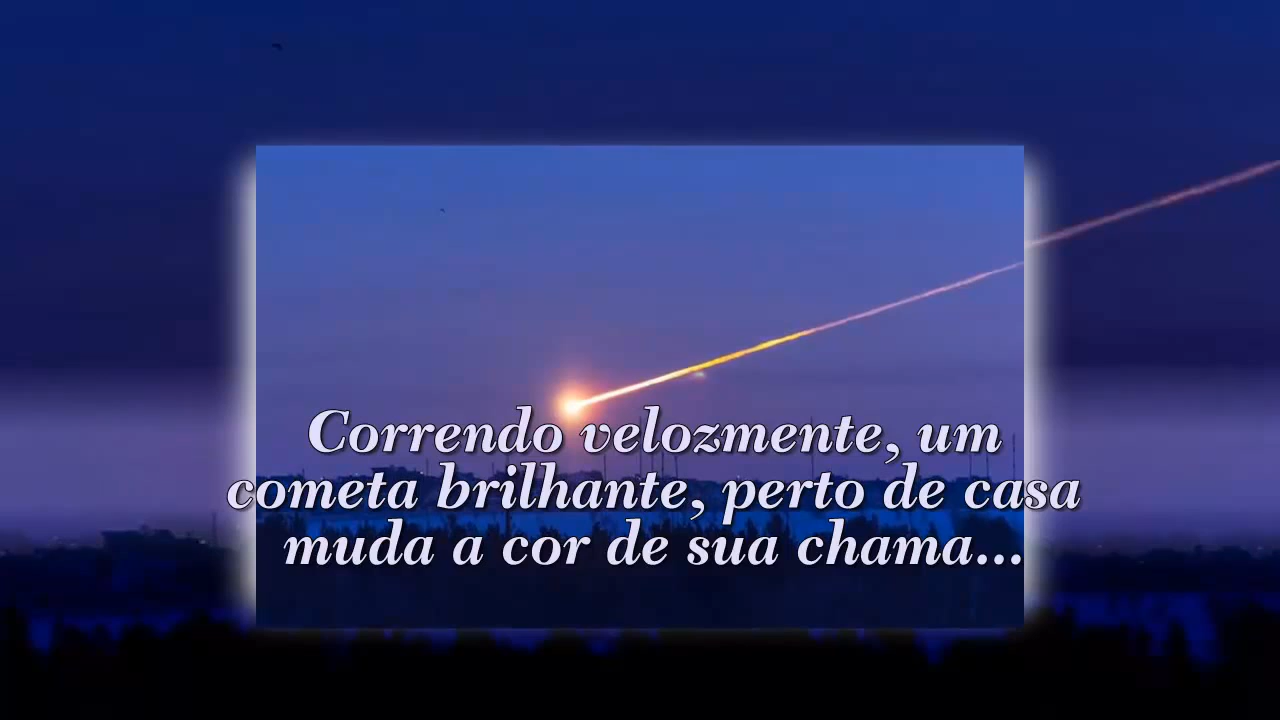 Correndo velozmente, um
cometa brilhante, perto de casa
muda a cor de sua chama...